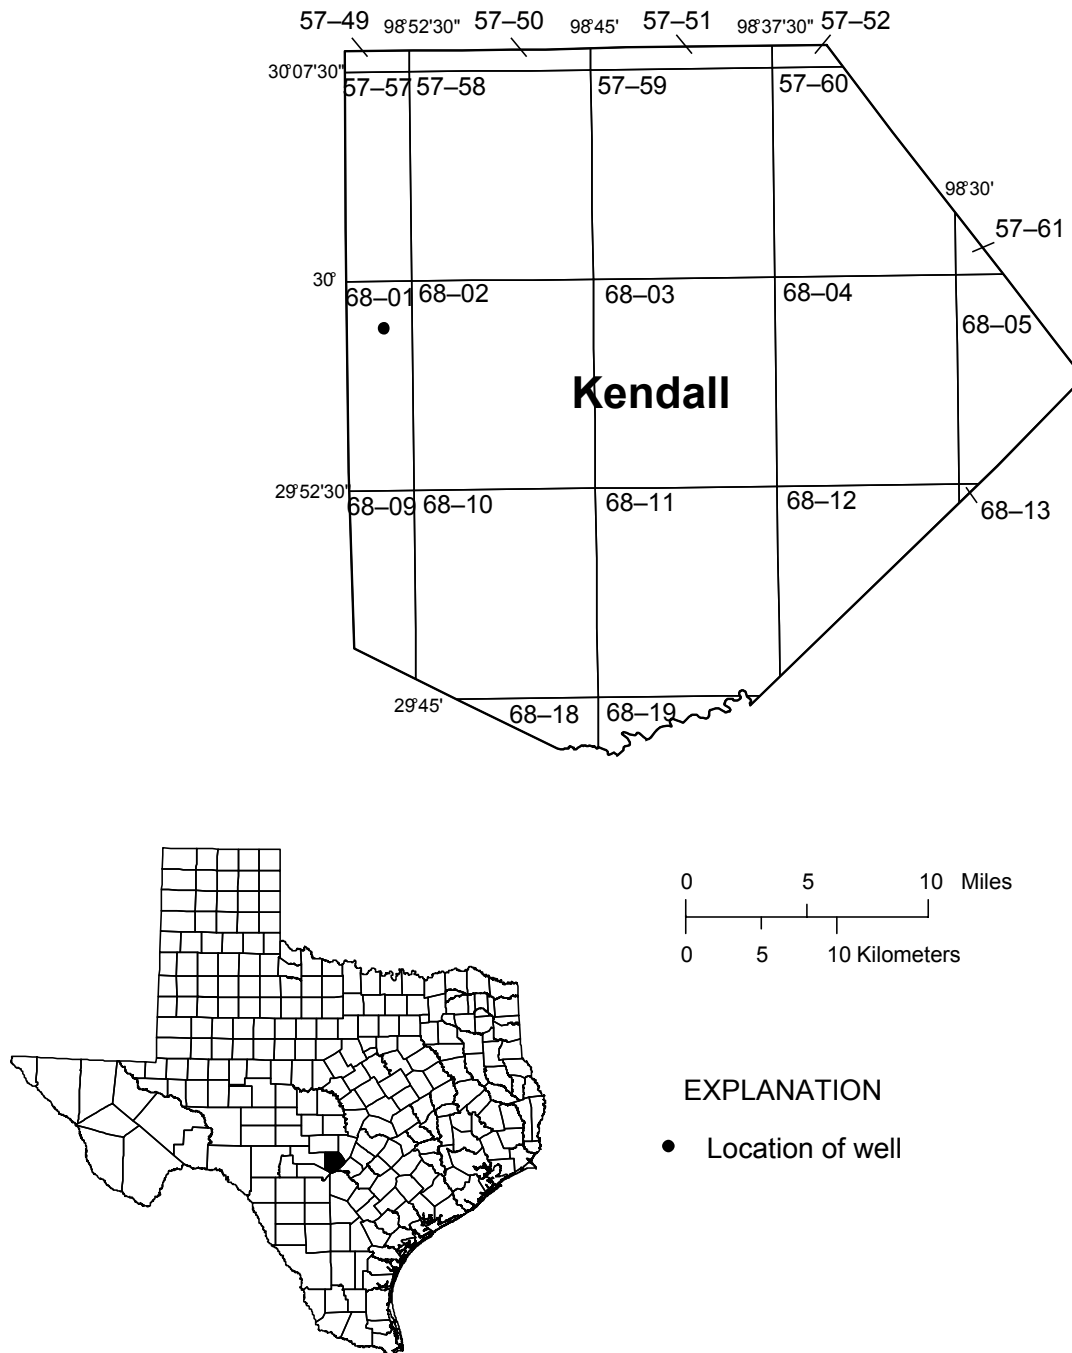 57–49 98°52'30" 57–50 98°45' 57–51 98°37'30" 57–52
30°07'30"
57–57 57–58 57–59 57–60
98°30'
57–61
30°
68–01 68–02 68–03 68–04
68–05
Kendall
29°52'30"
68–09 68–10 68–11 68–12
68–13
29°45'
68–18 68–19
0 5 10 Miles
0 5 10 Kilometers
EXPLANATION
Location of well